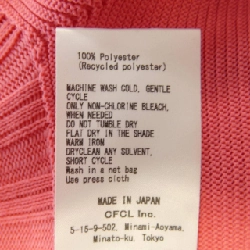 100% Polyester
(Recycled polyester)
MACHINE WASH COLD, GENTLE
CYCLE
ONLY NON-CHLORINE BLEACH,
WHEN NEEDED
DO NOT TUMBLE DRY
FLAT DRY IN THE SHADE
WARM IRON
DRYCLEAN ANY SOLVENT,
SHORT CYCLE
Wash in a net bag
Use press cloth
MADE IN JAPAN
CFCL Inc.
5-16-9-502, Minami-Aoyama,
Minato-ku Tokyo